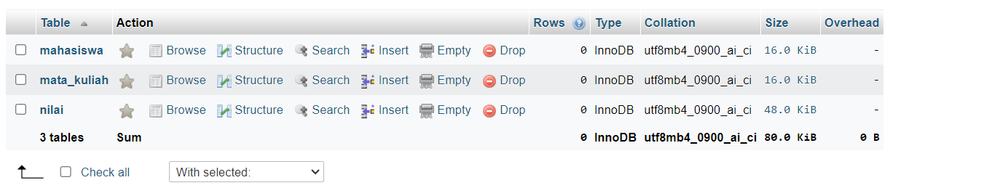 Table Action Rows Type Collation Size Overhead
mahasiswa Browse Structure Search Insert Empty Drop 0 InnoDB utf8mb4_0900_ai_ci 16.0 KiB -
mata_kuliah Browse Structure Search Insert Empty Drop 0 InnoDB utf8mb4_0900_ai_ci 16.0 KiB -
nilai Browse Structure Search Insert Empty Drop 0 InnoDB utf8mb4_0900_ai_ci 48.0 KiB -
3 tables Sum 0 InnoDB utf8mb4_0900_ai_ci 80.0 KiB 0 B
Check all With selected: